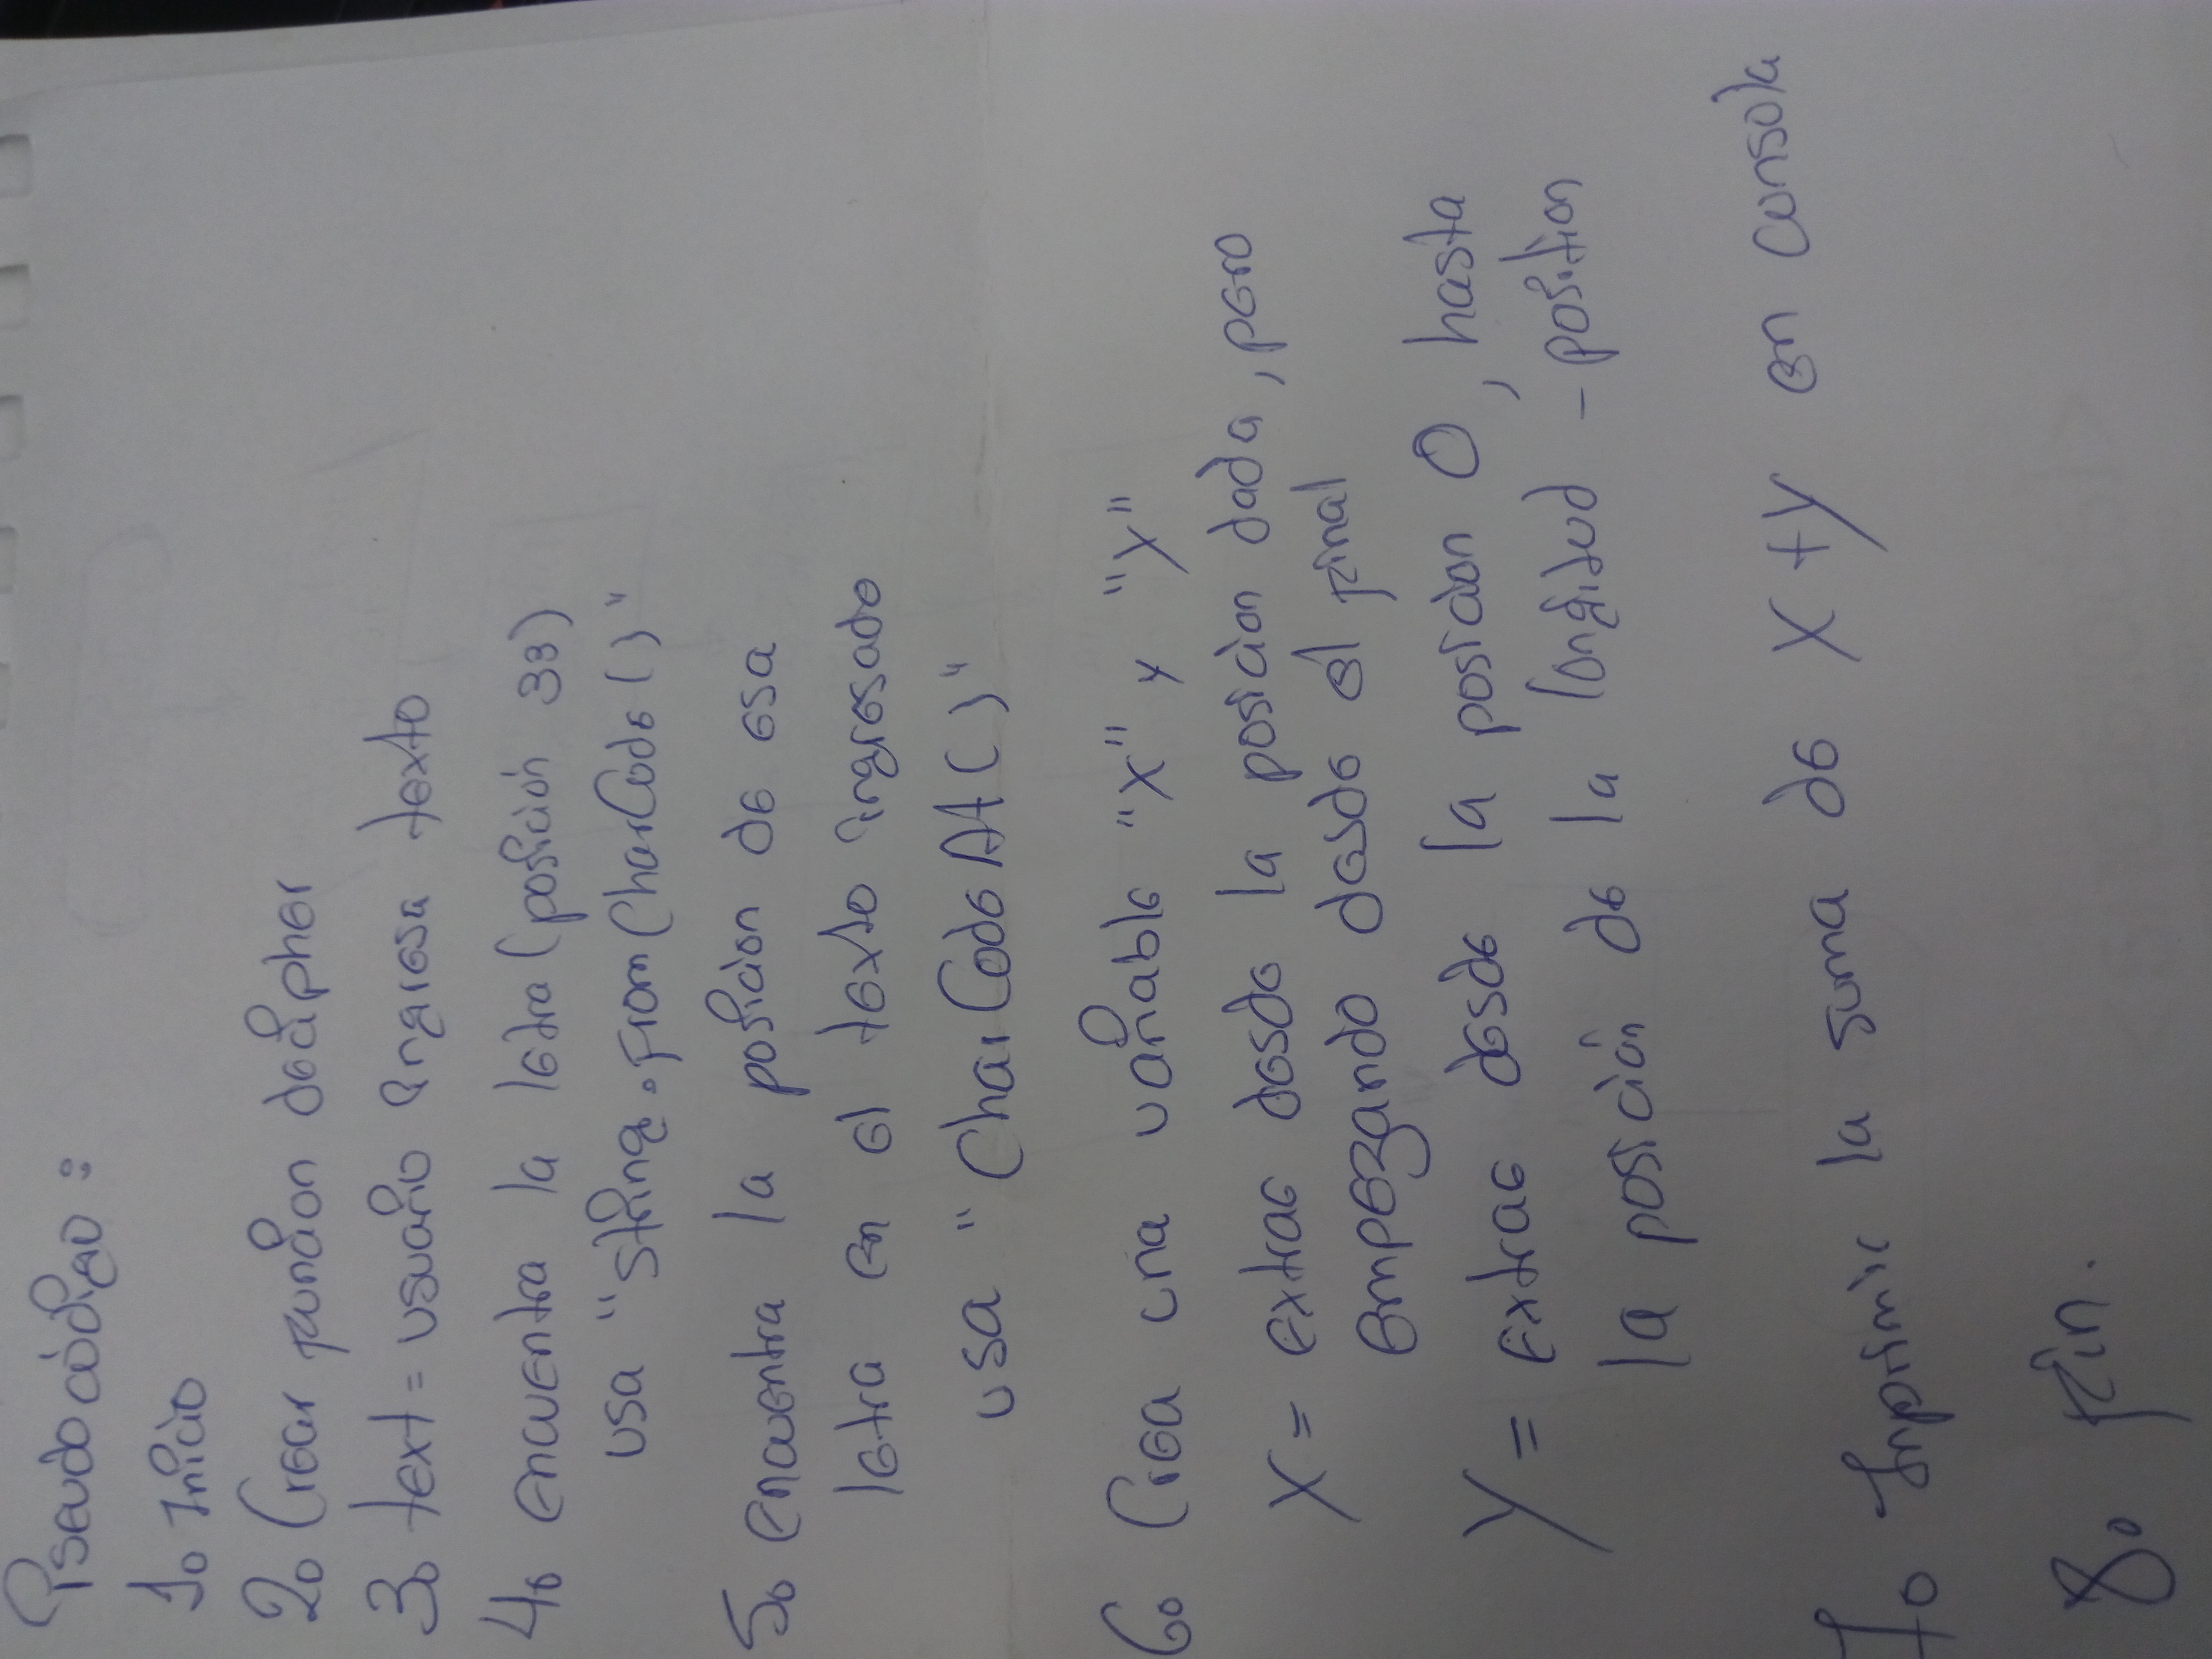 Pseudocódigo:
1. Inicio
2. Crear función decipher
3. text = usuario ingresa texto
4. encuentra la letra (posición 33)
usa "string.fromCharCode()"
5. encuentra la posición de esa
letra en el texto ingresado
usa "CharCodeAt()"
6. Crea una variable "x" y "y"
X = extrae desde la posición dada, pero
empezando desde el final
Y = extrae desde la posición 0, hasta
la posición de la longitud - position
7. Imprimir la suma de X + Y en consola
8. Fin.